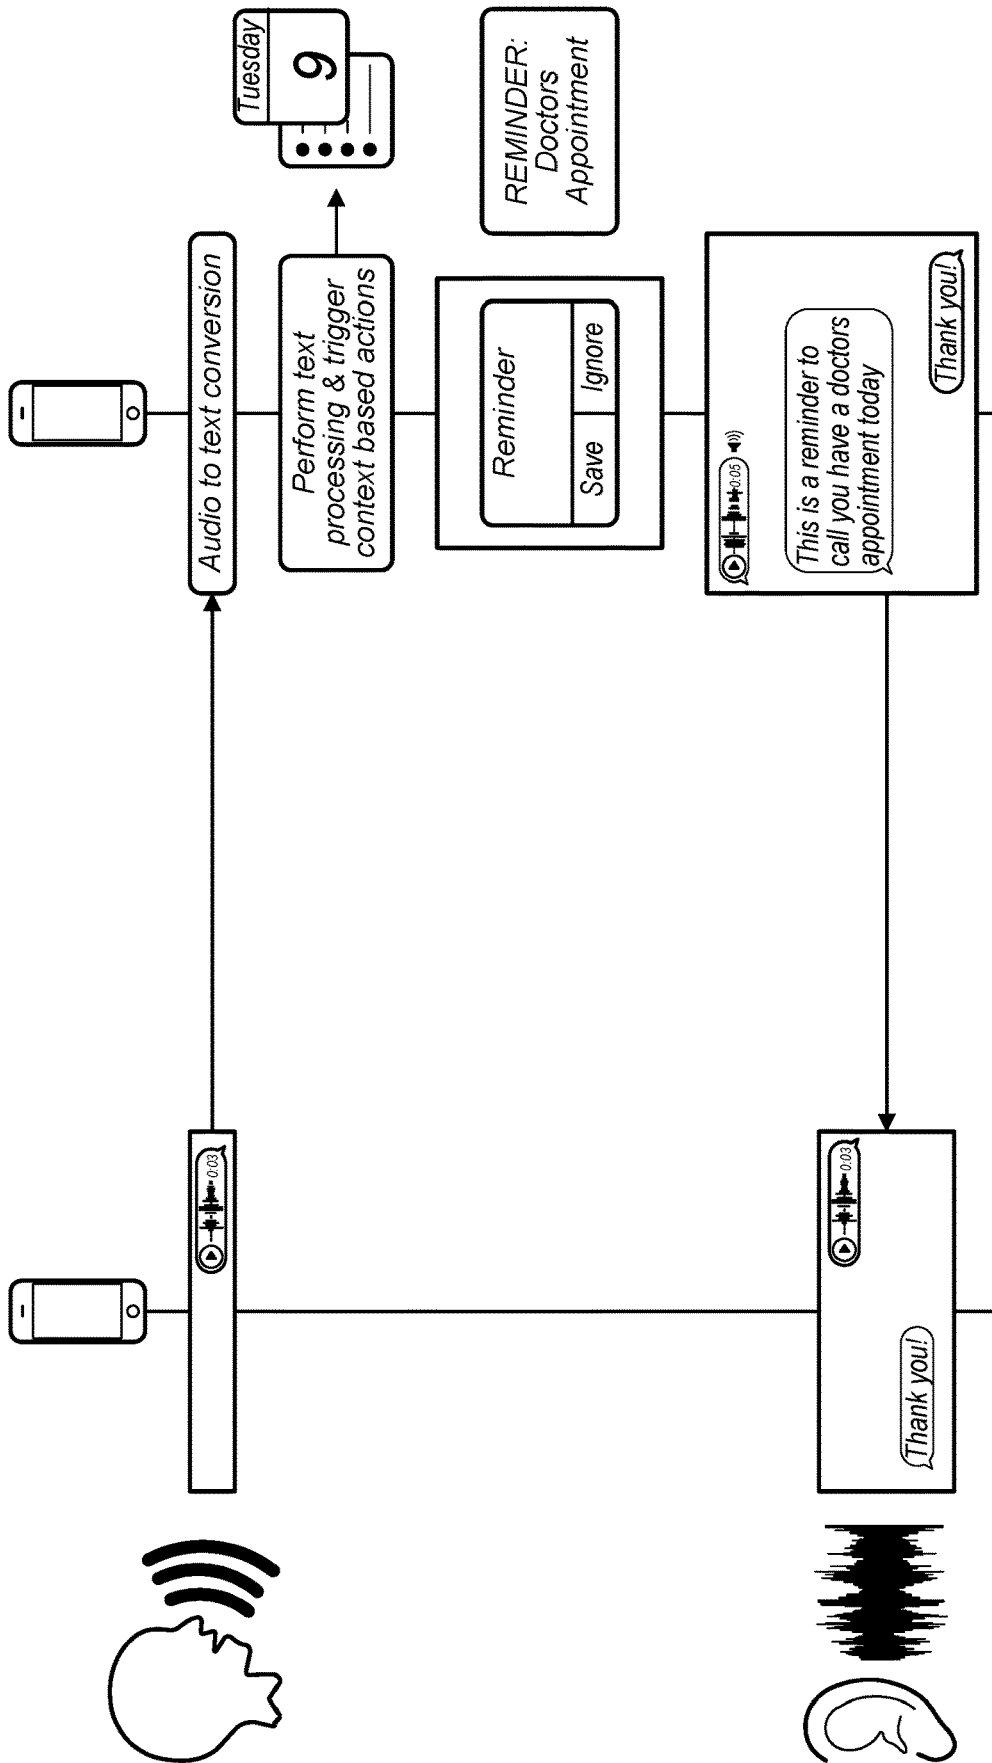 0:03
Audio to text conversion
Tuesday
9
Perform text
processing & trigger
context based actions
Reminder
Save
Ignore
REMINDER:
Doctors
Appointment
0:05
This is a reminder to
call you have a doctors
appointment today
Thank you!
0:03
Thank you!